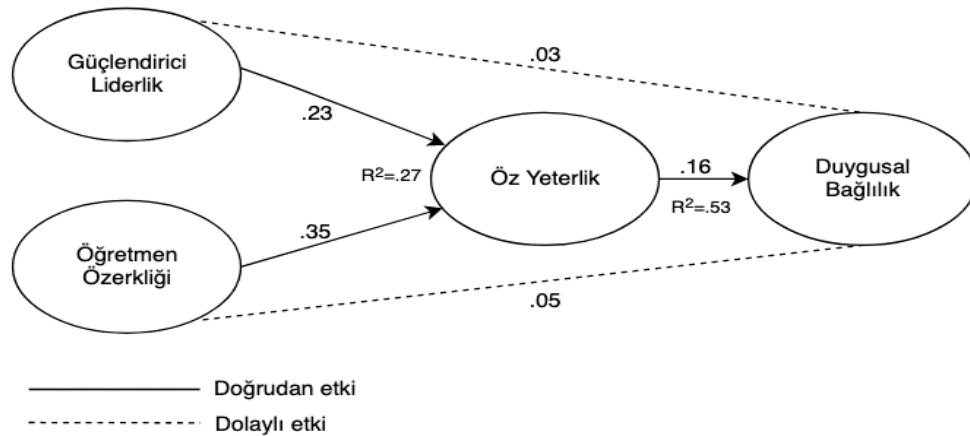 Güçlendirici
Liderlik
.03
.23
R²=.27
Öz Yeterlik
.16
R²=.53
Duygusal
Bağlılık
.35
Öğretmen
Özerkliği
.05
Doğrudan etki
Dolaylı etki